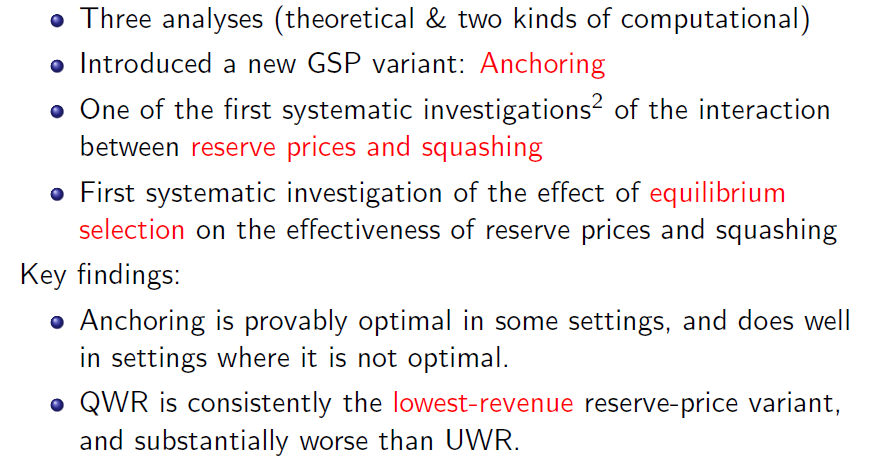 Three analyses (theoretical & two kinds of computational)
Introduced a new GSP variant: Anchoring
One of the first systematic investigations² of the interaction
between reserve prices and squashing
First systematic investigation of the effect of equilibrium
selection on the effectiveness of reserve prices and squashing
Key findings:
Anchoring is provably optimal in some settings, and does well
in settings where it is not optimal.
QWR is consistently the lowest-revenue reserve-price variant,
and substantially worse than UWR.